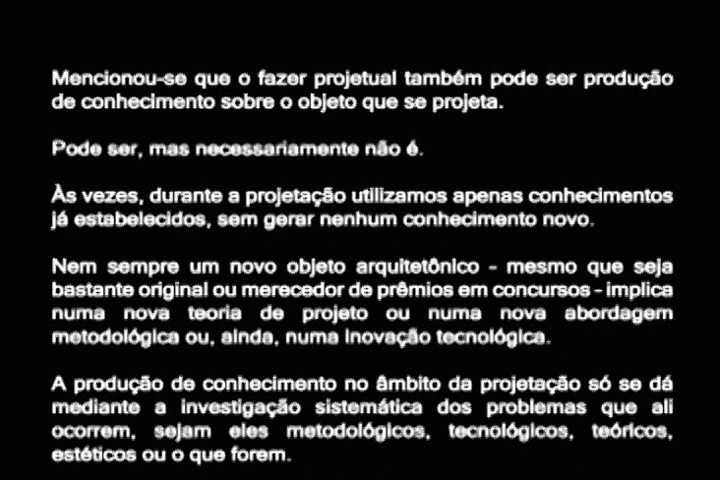 Mencionou-se que o fazer projetual também pode ser produção
de conhecimento sobre o objeto que se projeta.
Pode ser, mas necessariamente não é.
Às vezes, durante a projetação utilizamos apenas conhecimentos
já estabelecidos, sem gerar nenhum conhecimento novo.
Nem sempre um novo objeto arquitetônico - mesmo que seja
bastante original ou merecedor de prêmios em concursos - implica
numa nova teoria de projeto ou numa nova abordagem
metodológica ou, ainda, numa inovação tecnológica.
A produção de conhecimento no âmbito da projetação só se dá
mediante a investigação sistemática dos problemas que ali
ocorrem, sejam eles metodológicos, tecnológicos, teóricos,
estéticos ou o que forem.